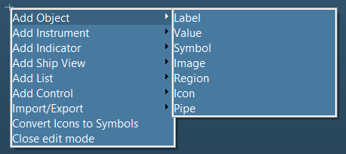 Add Object
Add Instrument
Add Indicator
Add Ship View
Add List
Add Control
Import/Export
Convert Icons to Symbols
Close edit mode
Label
Value
Symbol
Image
Region
Icon
Pipe